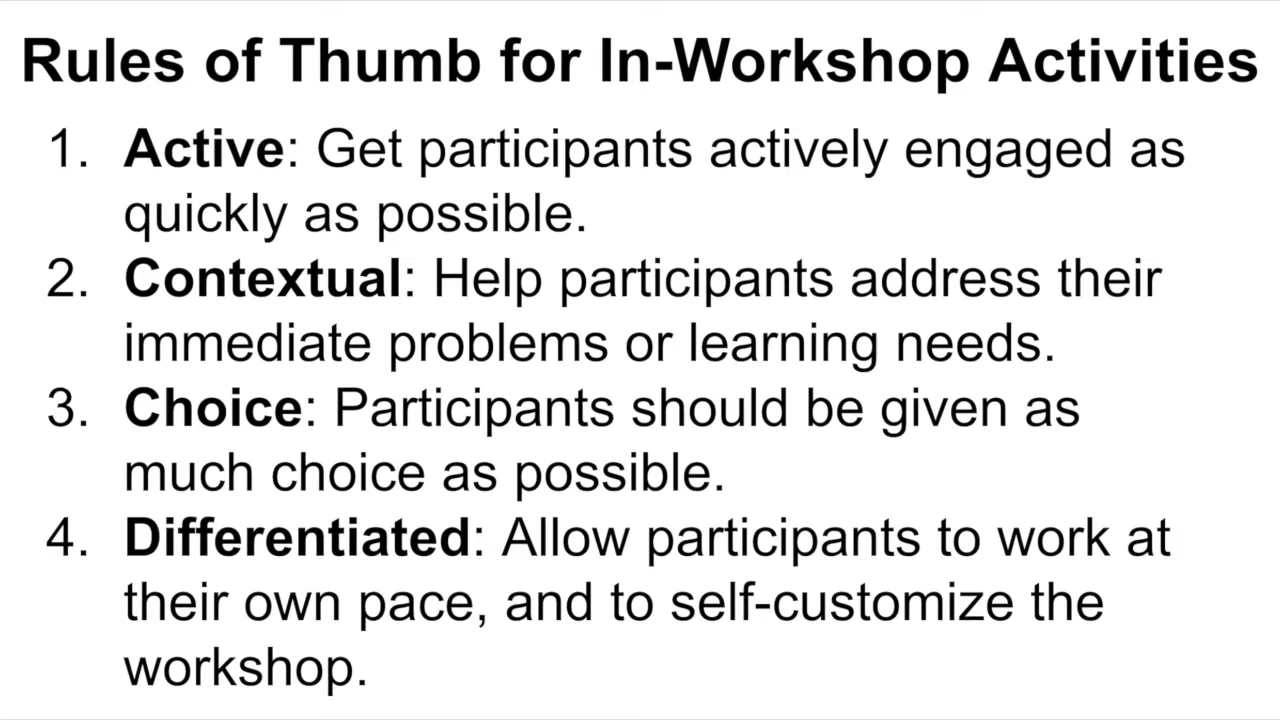 Rules of Thumb for In-Workshop Activities
1. Active: Get participants actively engaged as
quickly as possible.
2. Contextual: Help participants address their
immediate problems or learning needs.
3. Choice: Participants should be given as
much choice as possible.
4. Differentiated: Allow participants to work at
their own pace, and to self-customize the
workshop.